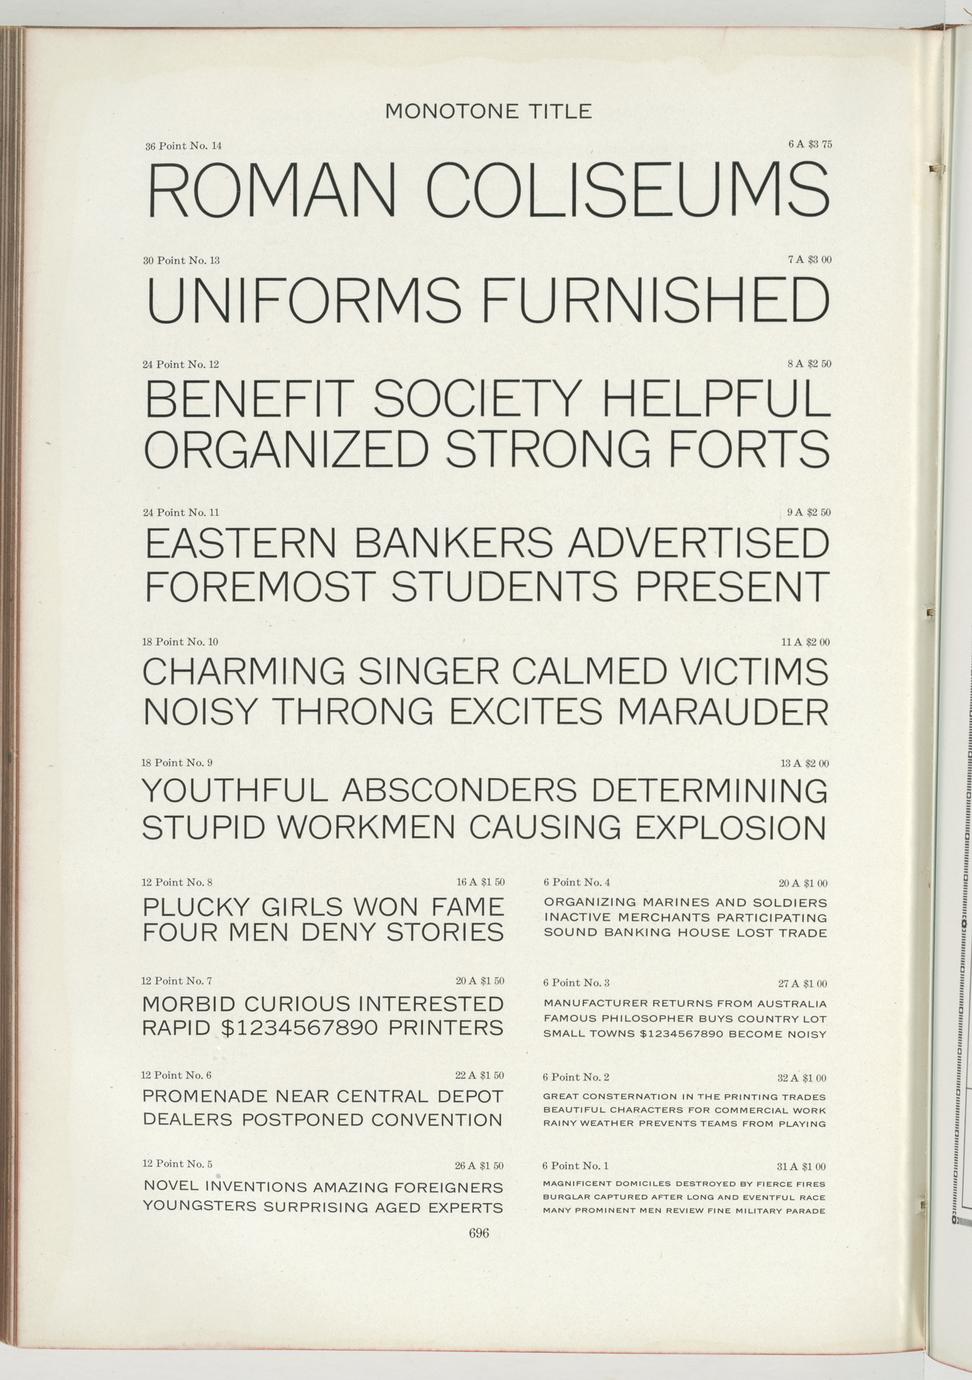 MONOTONE TITLE
36 Point No. 14
6 A $3 75
ROMAN COLISEUMS
30 Point No. 13
7 A $3 00
UNIFORMS FURNISHED
24 Point No. 12
8 A $2 50
BENEFIT SOCIETY HELPFUL
ORGANIZED STRONG FORTS
24 Point No. 11
9 A $2 50
EASTERN BANKERS ADVERTISED
FOREMOST STUDENTS PRESENT
18 Point No. 10
11 A $2 00
CHARMING SINGER CALMED VICTIMS
NOISY THRONG EXCITES MARAUDER
18 Point No. 9
13 A $2 00
YOUTHFUL ABSCONDERS DETERMINING
STUPID WORKMEN CAUSING EXPLOSION
12 Point No. 8
16 A $1 50
PLUCKY GIRLS WON FAME
FOUR MEN DENY STORIES
12 Point No. 7
20 A $1 50
MORBID CURIOUS INTERESTED
RAPID $1234567890 PRINTERS
12 Point No. 6
22 A $1 50
PROMENADE NEAR CENTRAL DEPOT
DEALERS POSTPONED CONVENTION
12 Point No. 5
26 A $1 50
NOVEL INVENTIONS AMAZING FOREIGNERS
YOUNGSTERS SURPRISING AGED EXPERTS
6 Point No. 4
20 A $1 00
ORGANIZING MARINES AND SOLDIERS
INACTIVE MERCHANTS PARTICIPATING
SOUND BANKING HOUSE LOST TRADE
6 Point No. 3
27 A $1 00
MANUFACTURER RETURNS FROM AUSTRALIA
FAMOUS PHILOSOPHER BUYS COUNTRY LOT
SMALL TOWNS $1234567890 BECOME NOISY
6 Point No. 2
32 A $1 00
GREAT CONSTERNATION IN THE PRINTING TRADES
BEAUTIFUL CHARACTERS FOR COMMERCIAL WORK
RAINY WEATHER PREVENTS TEAMS FROM PLAYING
6 Point No. 1
31 A $1 00
MAGNIFICENT DOMICILES DESTROYED BY FIERCE FIRES
BURGLAR CAPTURED AFTER LONG AND EVENTFUL RACE
MANY PROMINENT MEN REVIEW FINE MILITARY PARADE
696